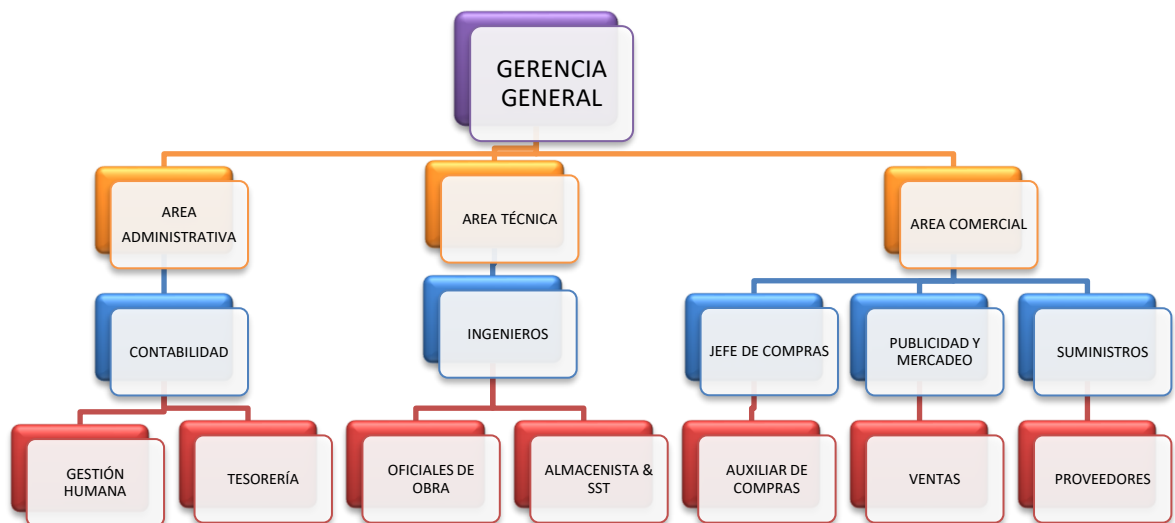 GERENCIA
GENERAL
AREA
ADMINISTRATIVA
AREA TÉCNICA
AREA COMERCIAL
CONTABILIDAD
INGENIEROS
JEFE DE COMPRAS
PUBLICIDAD Y
MERCADEO
SUMINISTROS
GESTIÓN
HUMANA
TESORERÍA
OFICIALES DE
OBRA
ALMACENISTA &
SST
AUXILIAR DE
COMPRAS
VENTAS
PROVEEDORES